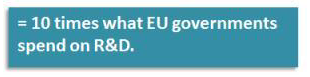 = 10 times what EU governments
spend on R&D.